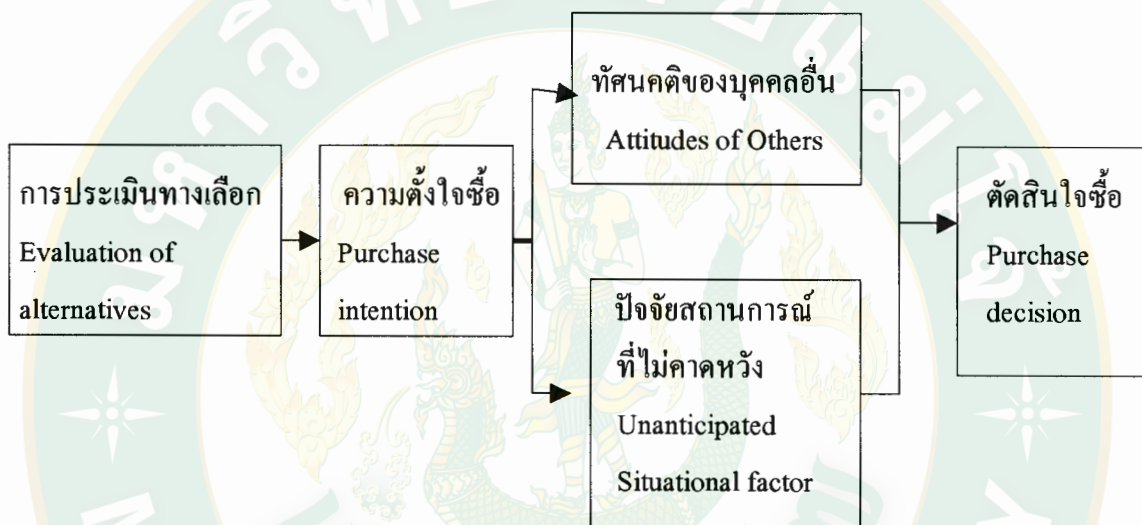 การประเมินทางเลือก
Evaluation of
alternatives
ความตั้งใจซื้อ
Purchase
intention
ทัศนคติของบุคคลอื่น
Attitudes of Others
ปัจจัยสถานการณ์
ที่ไม่คาดหวัง
Unanticipated
Situational factor
ตัดสินใจซื้อ
Purchase
decision